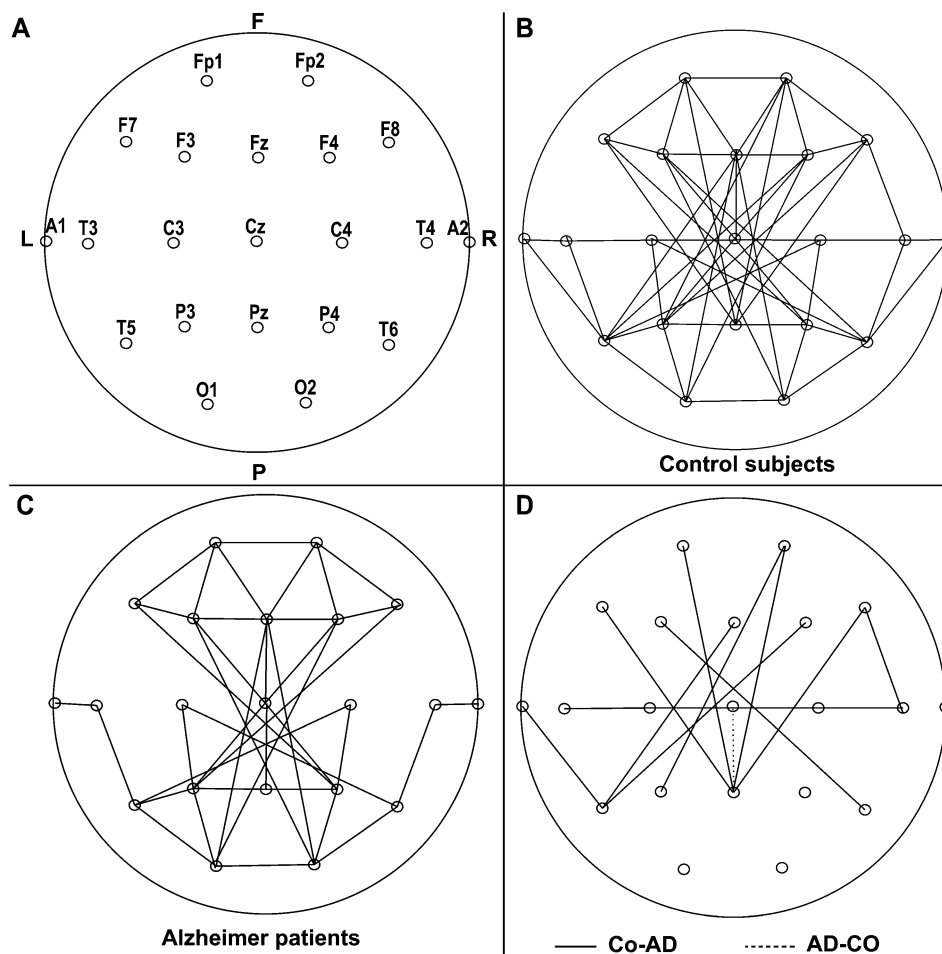 A
F
B
Fp1 Fp2
F7 F3 Fz F4 F8
L A1 T3 C3 Cz C4 T4 A2 R
T5 P3 Pz P4 T6
O1 O2
P
Control subjects
C
D
Alzheimer patients
Co-AD AD-CO